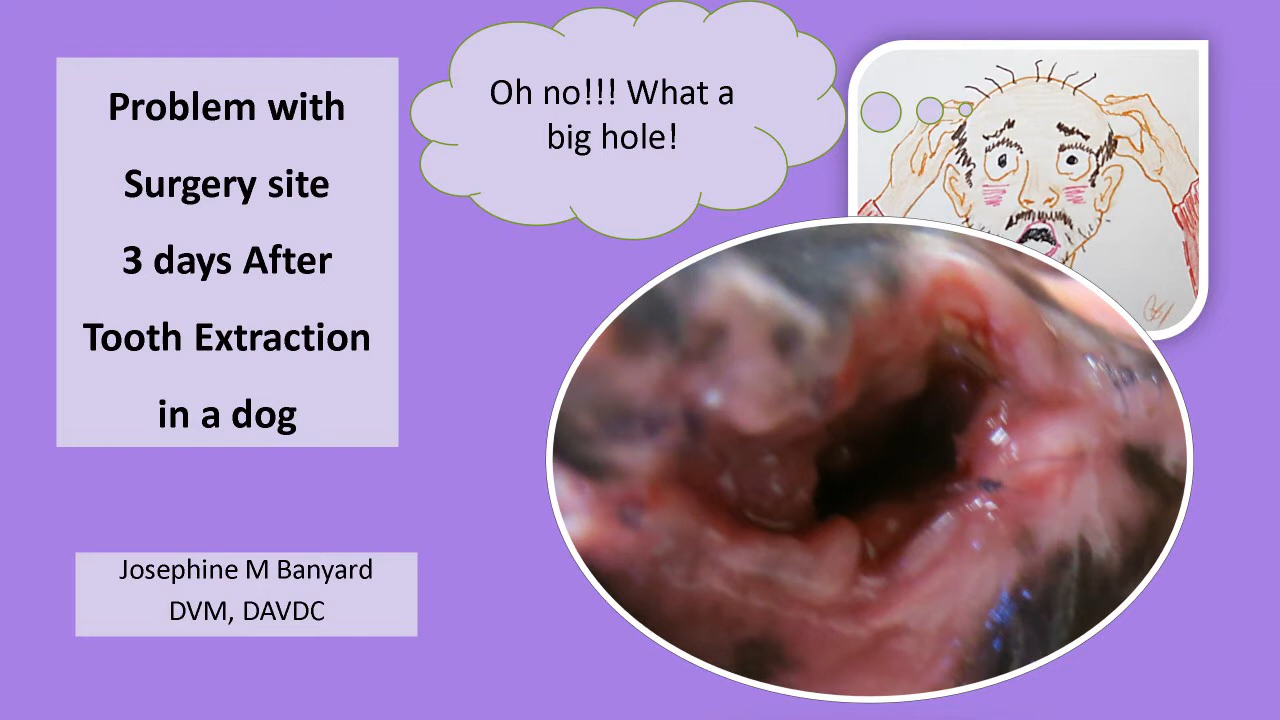 Problem with
Surgery site
3 days After
Tooth Extraction
in a dog
Oh no!!! What a
big hole!
Josephine M Banyard
DVM, DAVDC